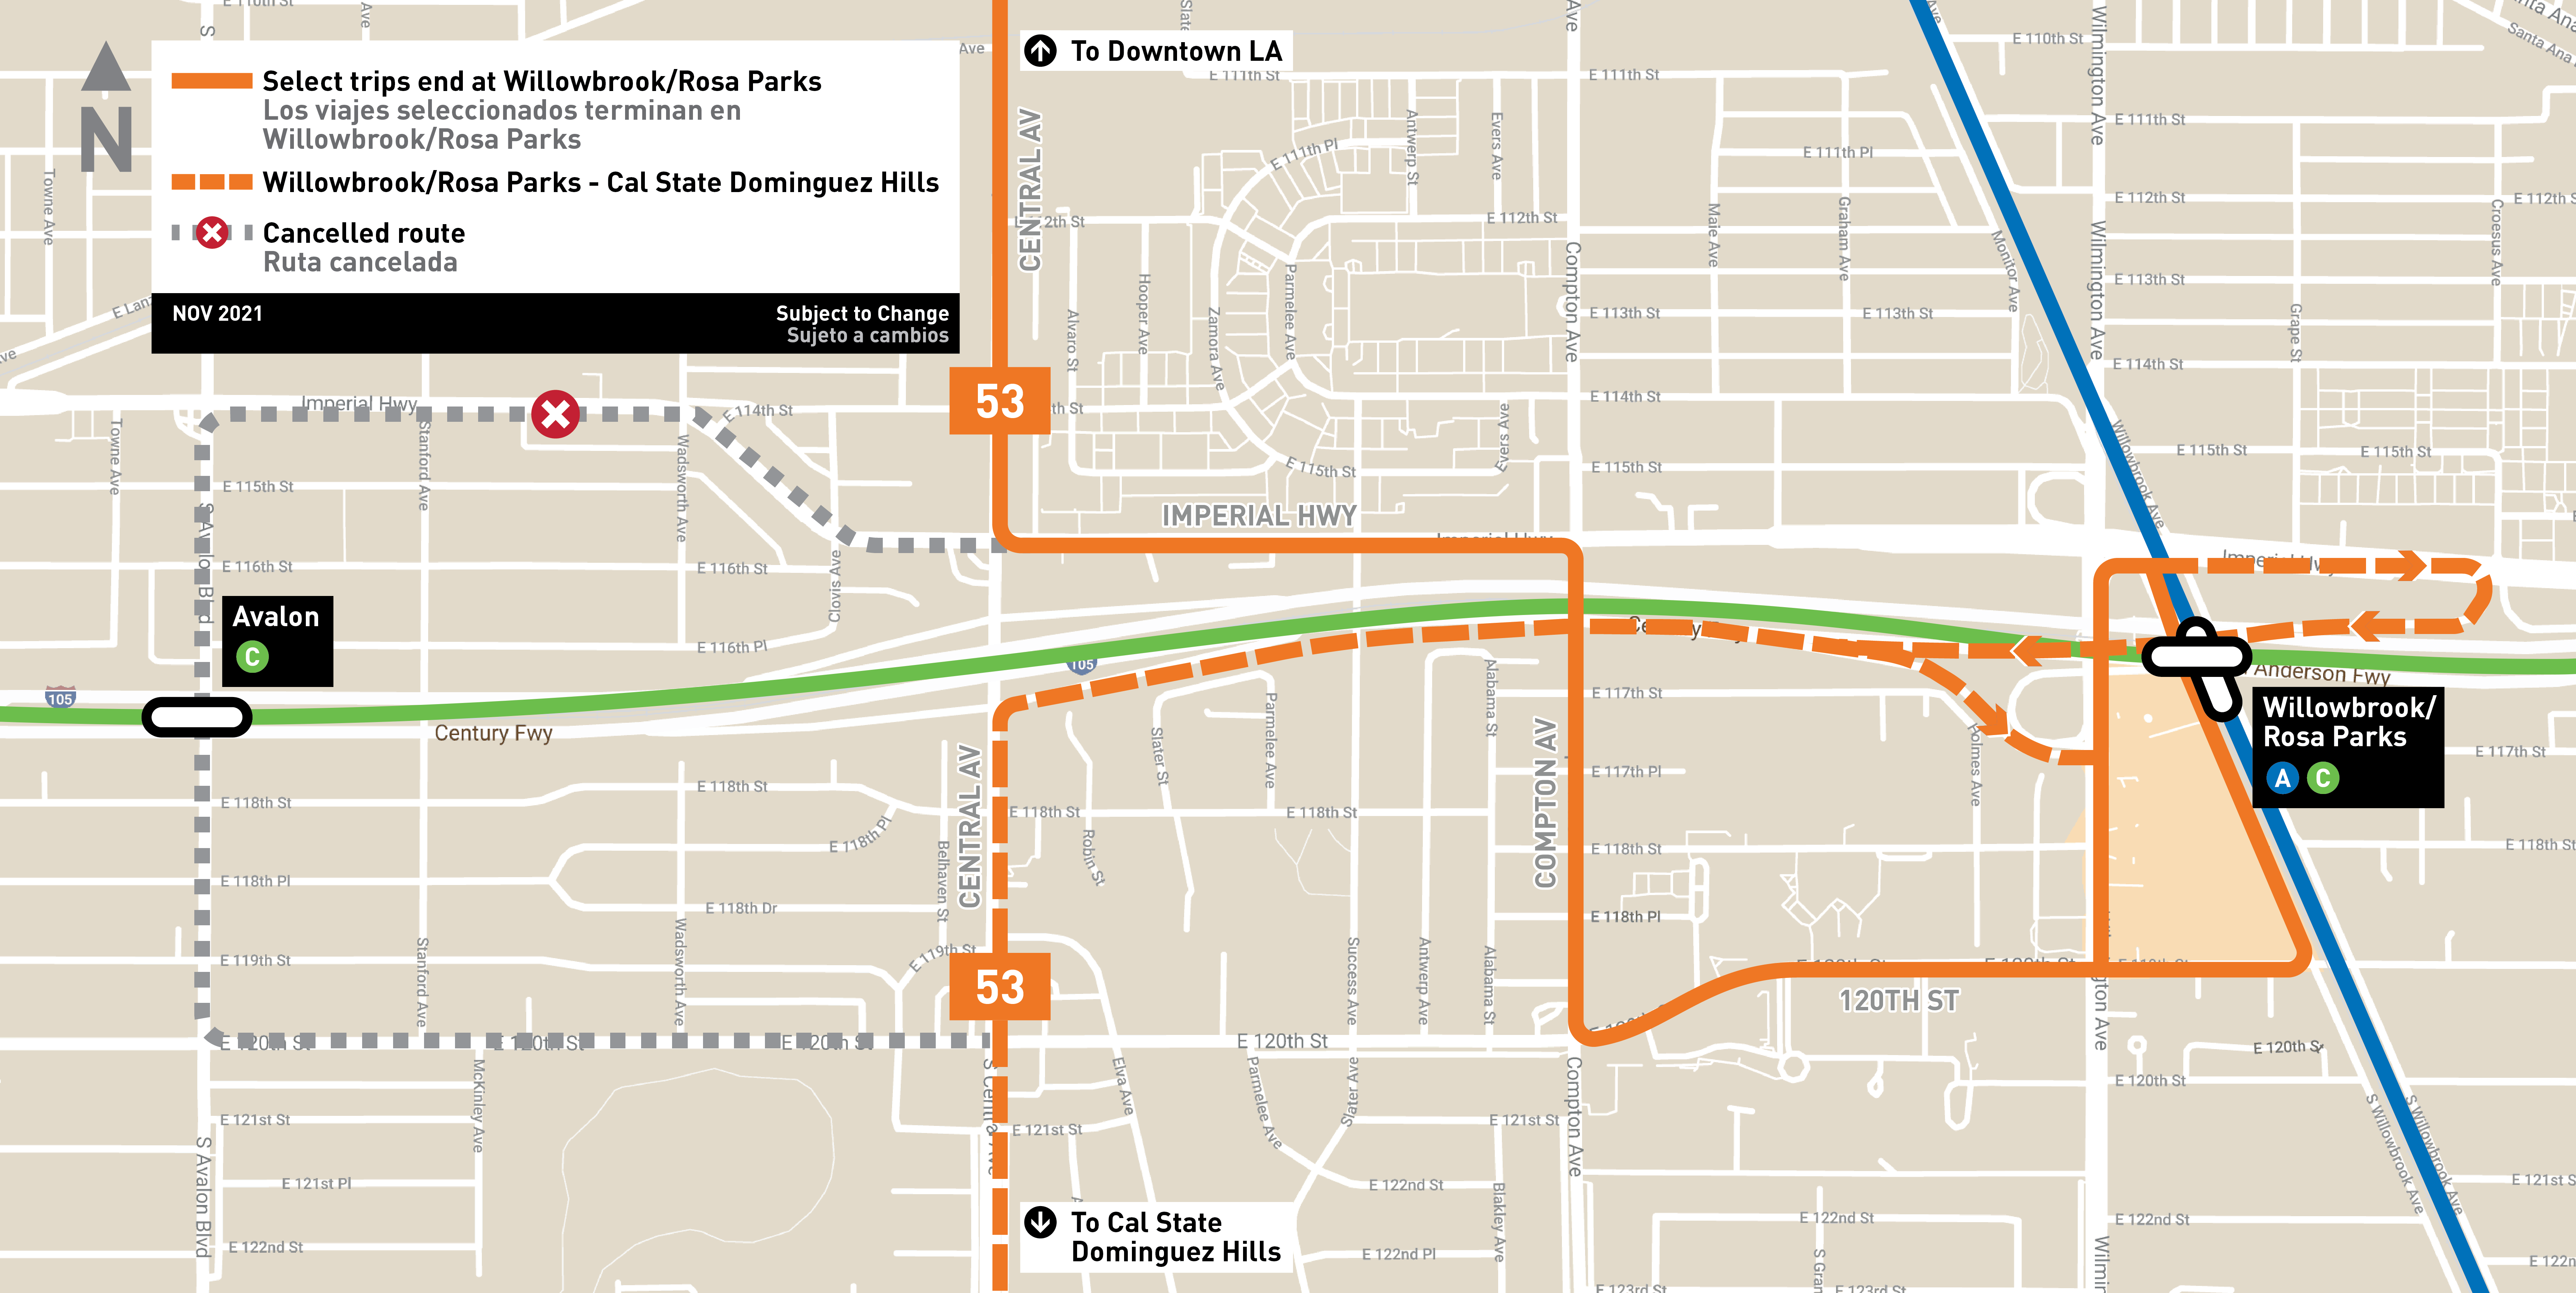 Select trips end at Willowbrook/Rosa Parks
Los viajes seleccionados terminan en
Willowbrook/Rosa Parks
Willowbrook/Rosa Parks - Cal State Dominguez Hills
Cancelled route
Ruta cancelada
NOV 2021
Subject to Change
Sujeto a cambios
N
To Downtown LA
CENTRAL AV
53
IMPERIAL HWY
Avalon
C
105
105
Century Fwy
Anderson Fwy
Willowbrook/
Rosa Parks
A C
CENTRAL AV
COMPTON AV
53
120TH ST
To Cal State
Dominguez Hills
E 110th St
E 111th St
E 111th St
E 111th St
E 111th Pl
E 111th Pl
E 112th St
E 112th St
E 113th St
E 113th St
E 113th St
E 114th St
E 114th St
E 114th St
E 115th St
E 115th St
E 115th St
E 115th St
E 115th St
E 116th St
E 116th St
E 116th Pl
E 117th St
E 117th St
E 117th Pl
E 118th St
E 118th St
E 118th St
E 118th St
E 118th St
E 118th St
E 118th Pl
E 118th Pl
E 118th Pl
E 118th Dr
E 119th St
E 119th St
E 120th St
E 120th St
E 120th St
E 120th St
E 120th St
E 120th St
E 121st St
E 121st St
E 121st St
E 121st Pl
E 122nd St
E 122nd St
E 122nd St
E 122nd St
E 122nd Pl
E 123rd St
E 123rd St
Imperial Hwy
Imperial Hwy
Towne Ave
Towne Ave
Stanford Ave
Stanford Ave
Wadsworth Ave
Wadsworth Ave
Clovis Ave
S Avalon Blvd
S Avalon Blvd
McKinley Ave
Belhaven St
Alvaro St
Hooper Ave
Zamora Ave
Parmelee Ave
Parmelee Ave
Parmelee Ave
Antwerp St
Evers Ave
Evers Ave
Compton Ave
Compton Ave
Maie Ave
Graham Ave
Monitor Ave
Wilmington Ave
Wilmington Ave
Willowbrook Ave
Grape St
Croesus Ave
Santa Ana
Slater St
Robin St
Alabama St
Alabama St
Antwerp Ave
Success Ave
Slater Ave
Elva Ave
Blakley Ave
Holmes Ave
S Willowbrook Ave
S Willowbrook Ave